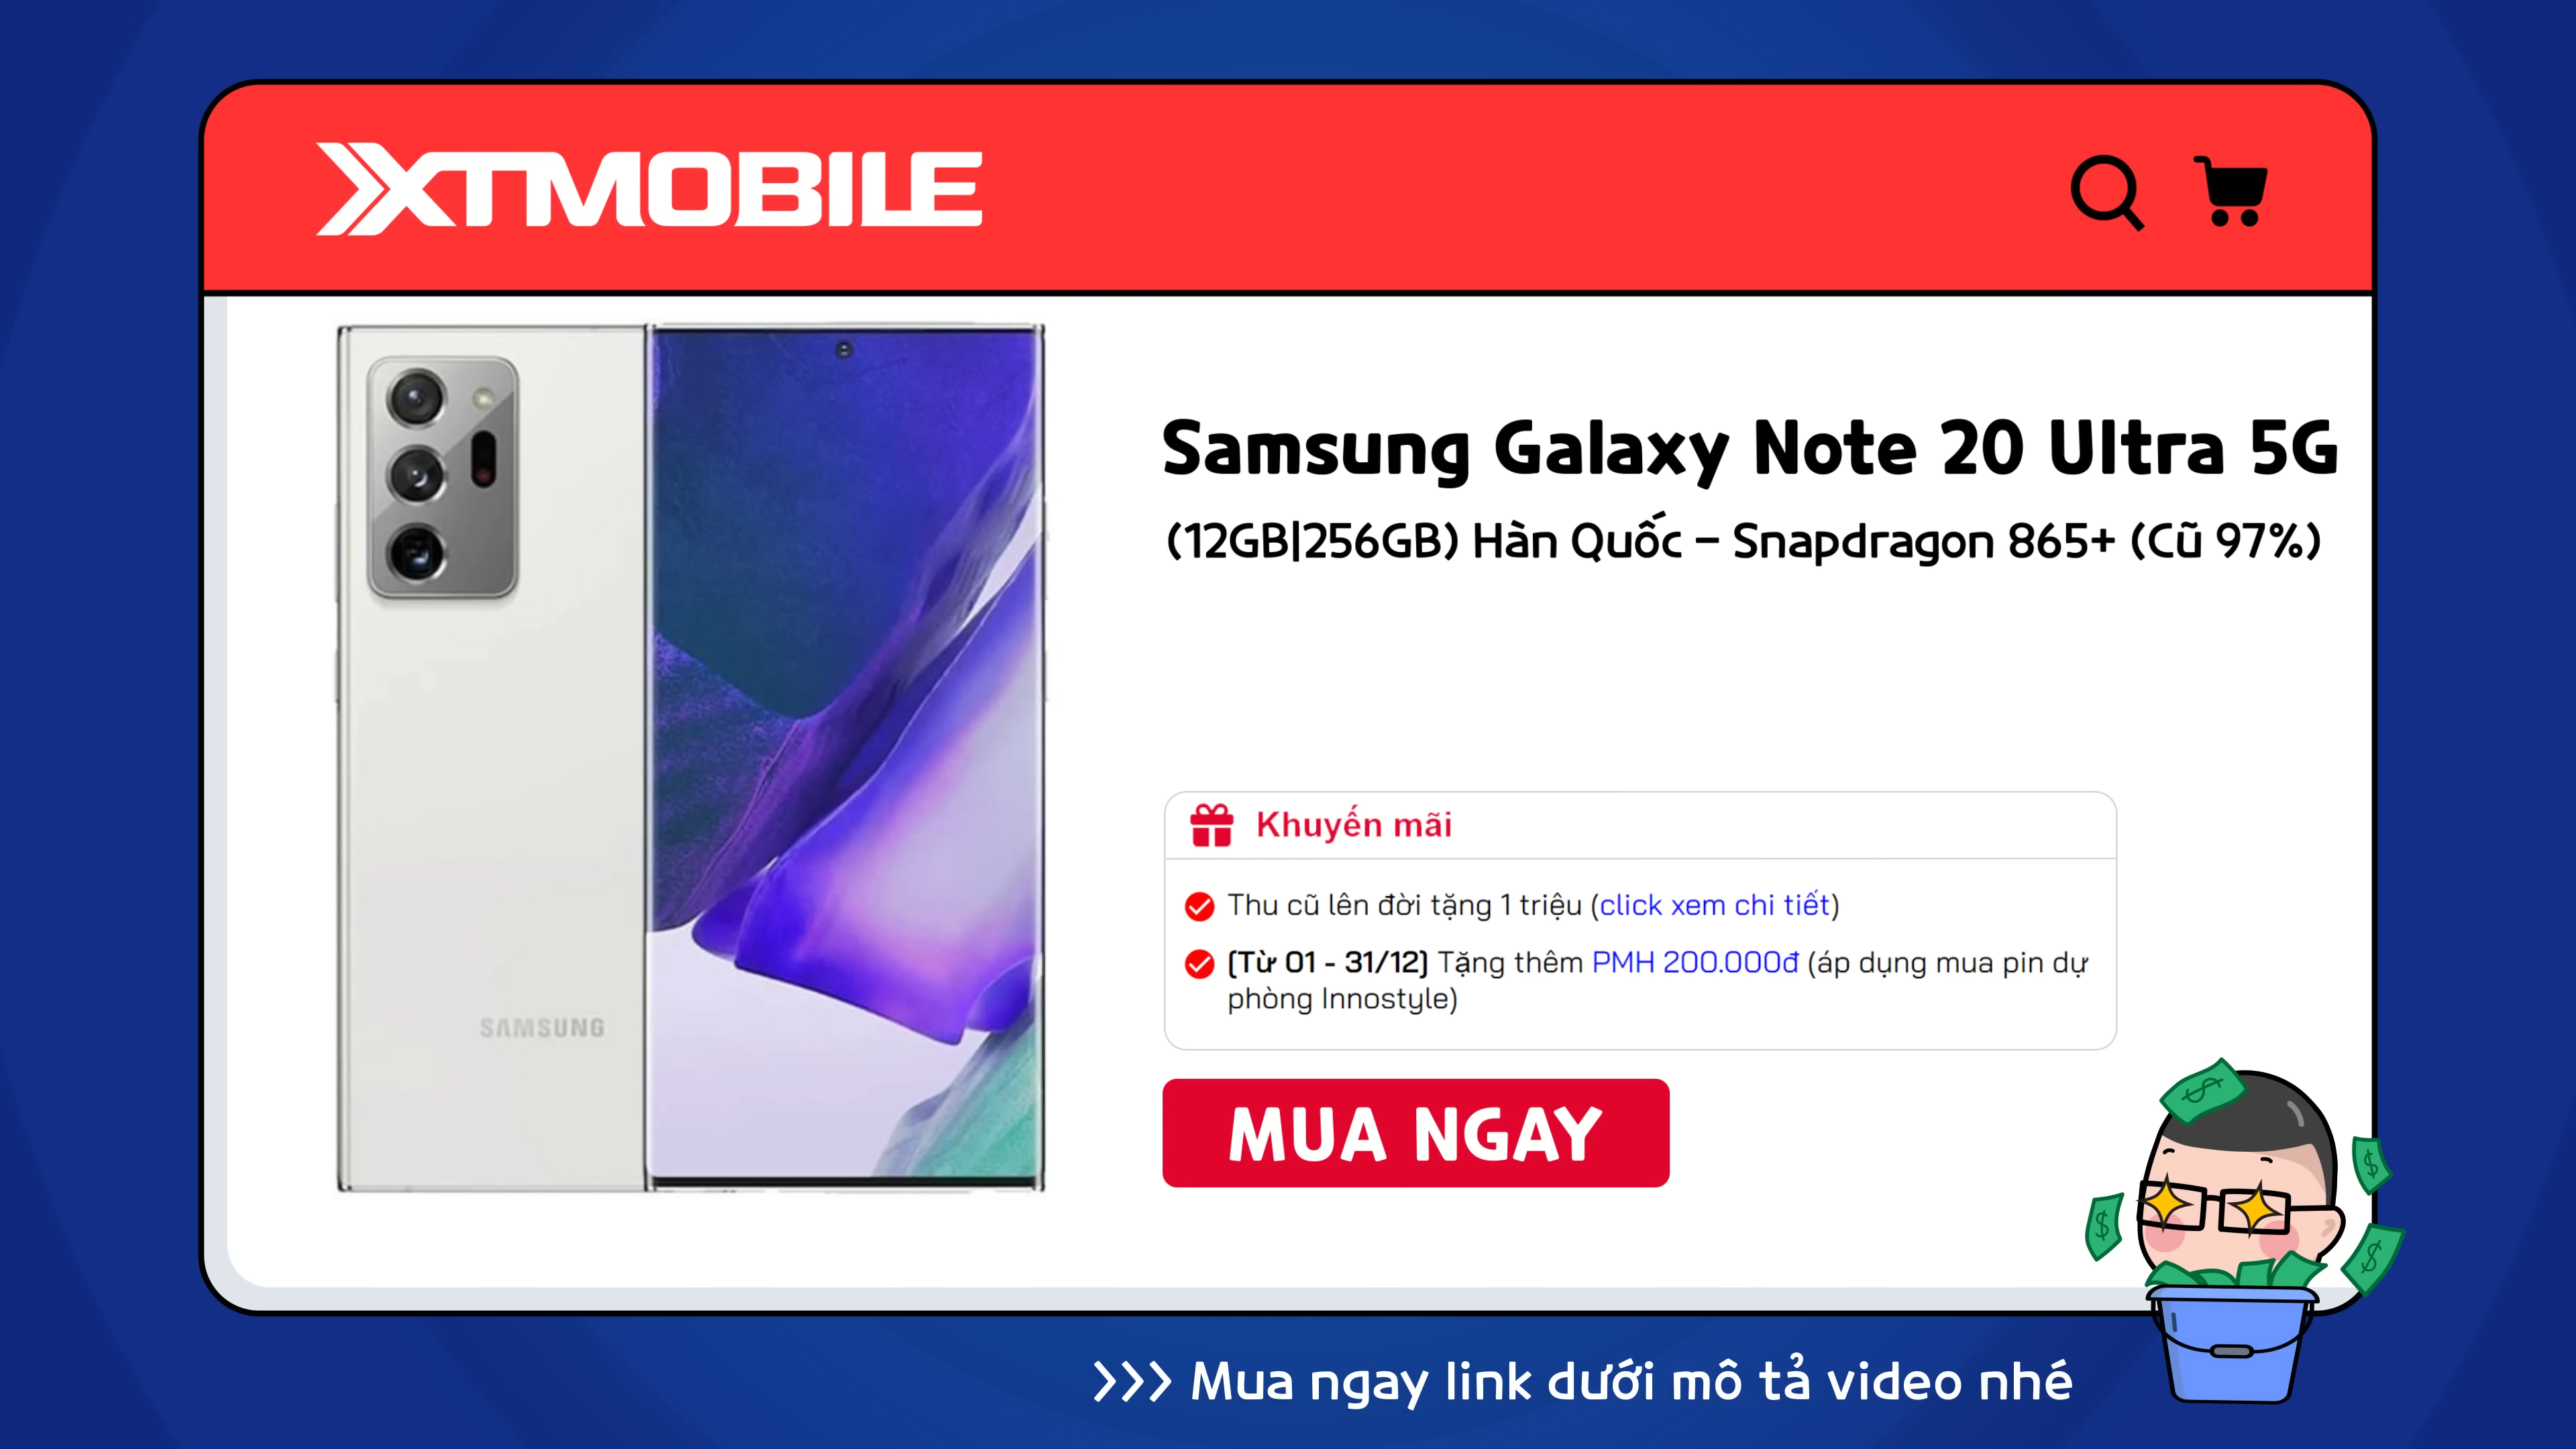 XTMOBILE
Samsung Galaxy Note 20 Ultra 5G
(12GB|256GB) Hàn Quốc - Snapdragon 865+ (Cũ 97%)
Khuyến mãi
Thu cũ lên đời tặng 1 triệu (click xem chi tiết)
[Từ 01 - 31/12] Tặng thêm PMH 200.000đ (áp dụng mua pin dự
phòng Innostyle)
SAMSUNG
MUA NGAY
>>> Mua ngay link dưới mô tả video nhé